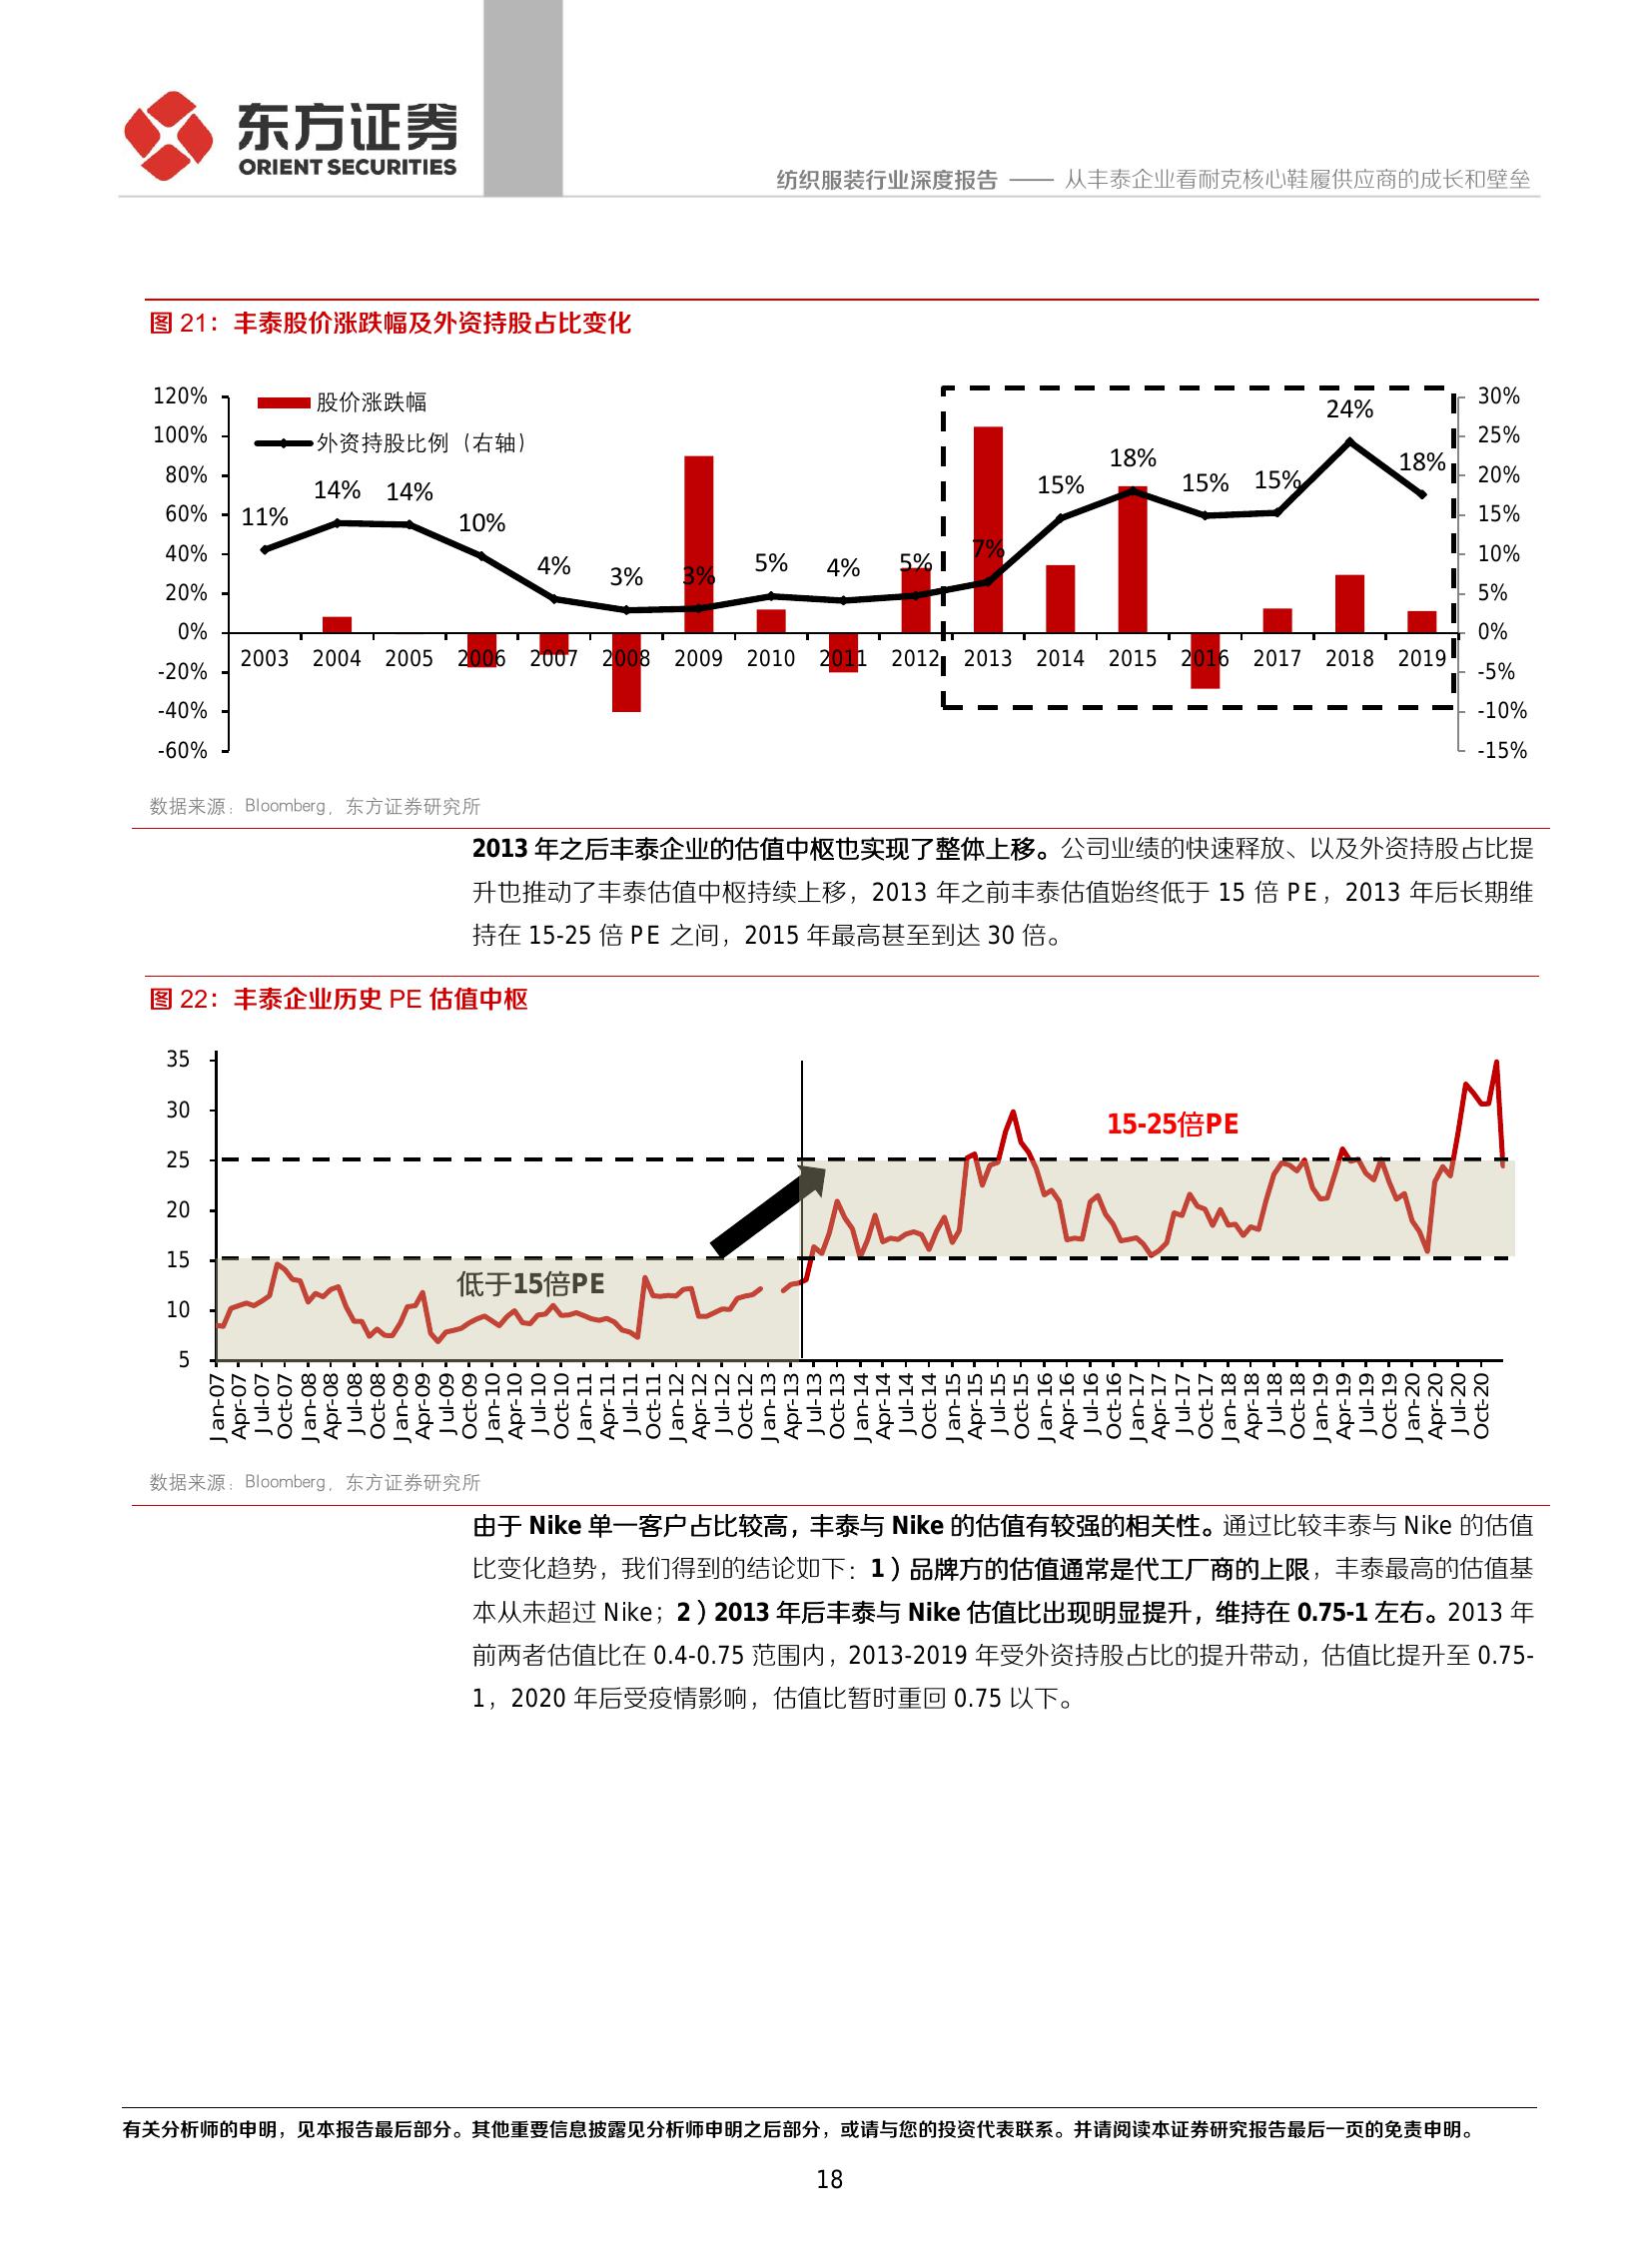 东方证券
ORIENT SECURITIES
纺织服装行业深度报告 —— 从丰泰企业看耐克核心鞋履供应商的成长和壁垒
图 21：丰泰股价涨跌幅及外资持股占比变化
120%
100%
80%
60%
40%
20%
0%
-20%
-40%
-60%
股价涨跌幅
外资持股比例（右轴）
11% 14% 14% 10% 4% 3% 3% 5% 4% 5% 7% 15% 18% 15% 15% 24% 18%
2003 2004 2005 2006 2007 2008 2009 2010 2011 2012 2013 2014 2015 2016 2017 2018 2019
30%
25%
20%
15%
10%
5%
0%
-5%
-10%
-15%
数据来源：Bloomberg，东方证券研究所
2013 年之后丰泰企业的估值中枢也实现了整体上移。公司业绩的快速释放、以及外资持股占比提
升也推动了丰泰估值中枢持续上移，2013 年之前丰泰估值始终低于 15 倍 PE，2013 年后长期维
持在 15-25 倍 PE 之间，2015 年最高甚至到达 30 倍。
图 22：丰泰企业历史 PE 估值中枢
35
30
25
20
15
10
5
15-25倍PE
低于15倍PE
Jan-07 Apr-07 Jul-07 Oct-07 Jan-08 Apr-08 Jul-08 Oct-08 Jan-09 Apr-09 Jul-09 Oct-09 Jan-10 Apr-10 Jul-10 Oct-10 Jan-11 Apr-11 Jul-11 Oct-11 Jan-12 Apr-12 Jul-12 Oct-12 Jan-13 Apr-13 Jul-13 Oct-13 Jan-14 Apr-14 Jul-14 Oct-14 Jan-15 Apr-15 Jul-15 Oct-15 Jan-16 Apr-16 Jul-16 Oct-16 Jan-17 Apr-17 Jul-17 Oct-17 Jan-18 Apr-18 Jul-18 Oct-18 Jan-19 Apr-19 Jul-19 Oct-19 Jan-20 Apr-20 Jul-20 Oct-20
数据来源：Bloomberg，东方证券研究所
由于 Nike 单一客户占比较高，丰泰与 Nike 的估值有较强的相关性。通过比较丰泰与 Nike 的估值
比变化趋势，我们得到的结论如下：1）品牌方的估值通常是代工厂商的上限，丰泰最高的估值基
本从未超过 Nike；2）2013 年后丰泰与 Nike 估值比出现明显提升，维持在 0.75-1 左右。2013 年
前两者估值比在 0.4-0.75 范围内，2013-2019 年受外资持股占比的提升带动，估值比提升至 0.75-
1，2020 年后受疫情影响，估值比暂时重回 0.75 以下。
有关分析师的申明，见本报告最后部分。其他重要信息披露见分析师申明之后部分，或请与您的投资代表联系。并请阅读本证券研究报告最后一页的免责申明。
18